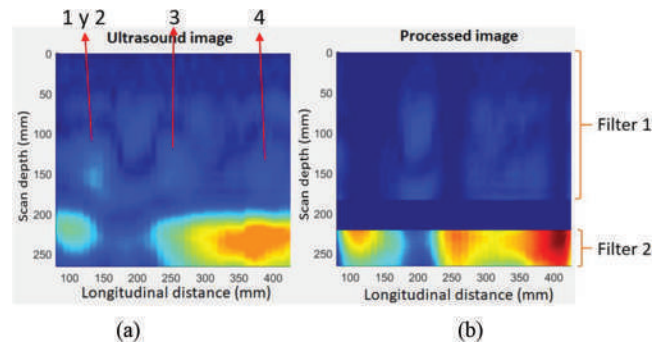 1 y 2
3
4
Ultrasound image
Processed image
0
50
100
150
200
250
Scan depth (mm)
100
150
200
250
300
350
400
Longitudinal distance (mm)
0
50
100
150
200
250
Scan depth (mm)
100
150
200
250
300
350
400
Longitudinal distance (mm)
Filter 1
Filter 2
(a)
(b)